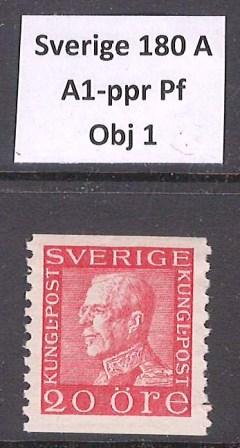 Sverige 180 A
A1-ppr Pf
Obj 1
SVERIGE
KUNGL·POST
KUNGL·POST
20 ÖRE